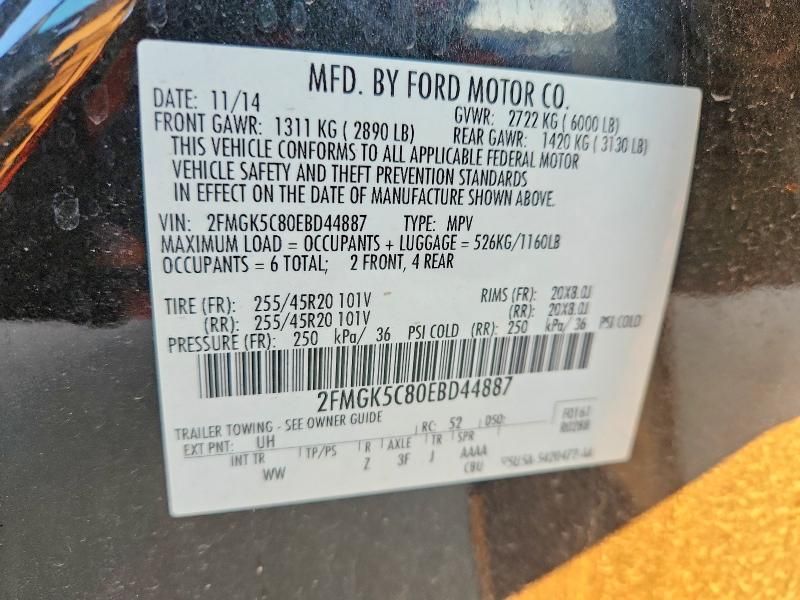 MFD. BY FORD MOTOR CO.
DATE: 11/14 GVWR: 2722 KG ( 6000 LB)
FRONT GAWR: 1311 KG ( 2890 LB) REAR GAWR: 1420 KG ( 3130 LB)
THIS VEHICLE CONFORMS TO ALL APPLICABLE FEDERAL MOTOR
VEHICLE SAFETY AND THEFT PREVENTION STANDARDS
IN EFFECT ON THE DATE OF MANUFACTURE SHOWN ABOVE.
VIN: 2FMGK5C80EBD44887 TYPE: MPV
MAXIMUM LOAD = OCCUPANTS + LUGGAGE = 526KG/1160LB
OCCUPANTS = 6 TOTAL; 2 FRONT, 4 REAR
TIRE (FR): 255/45R20 101V RIMS (FR): 20X8.0J
(RR): 255/45R20 101V (RR): 20X8.0J
PRESSURE (FR): 250 kPa/ 36 PSI COLD (RR): 250 kPa/ 36 PSI COLD
2FMGK5C80EBD44887
TRAILER TOWING - SEE OWNER GUIDE RC: 52 DSO:
EXT PNT: UH
INT TR TP/PS R AXLE TR SPR
WW Z 3F J AAAA
CBU